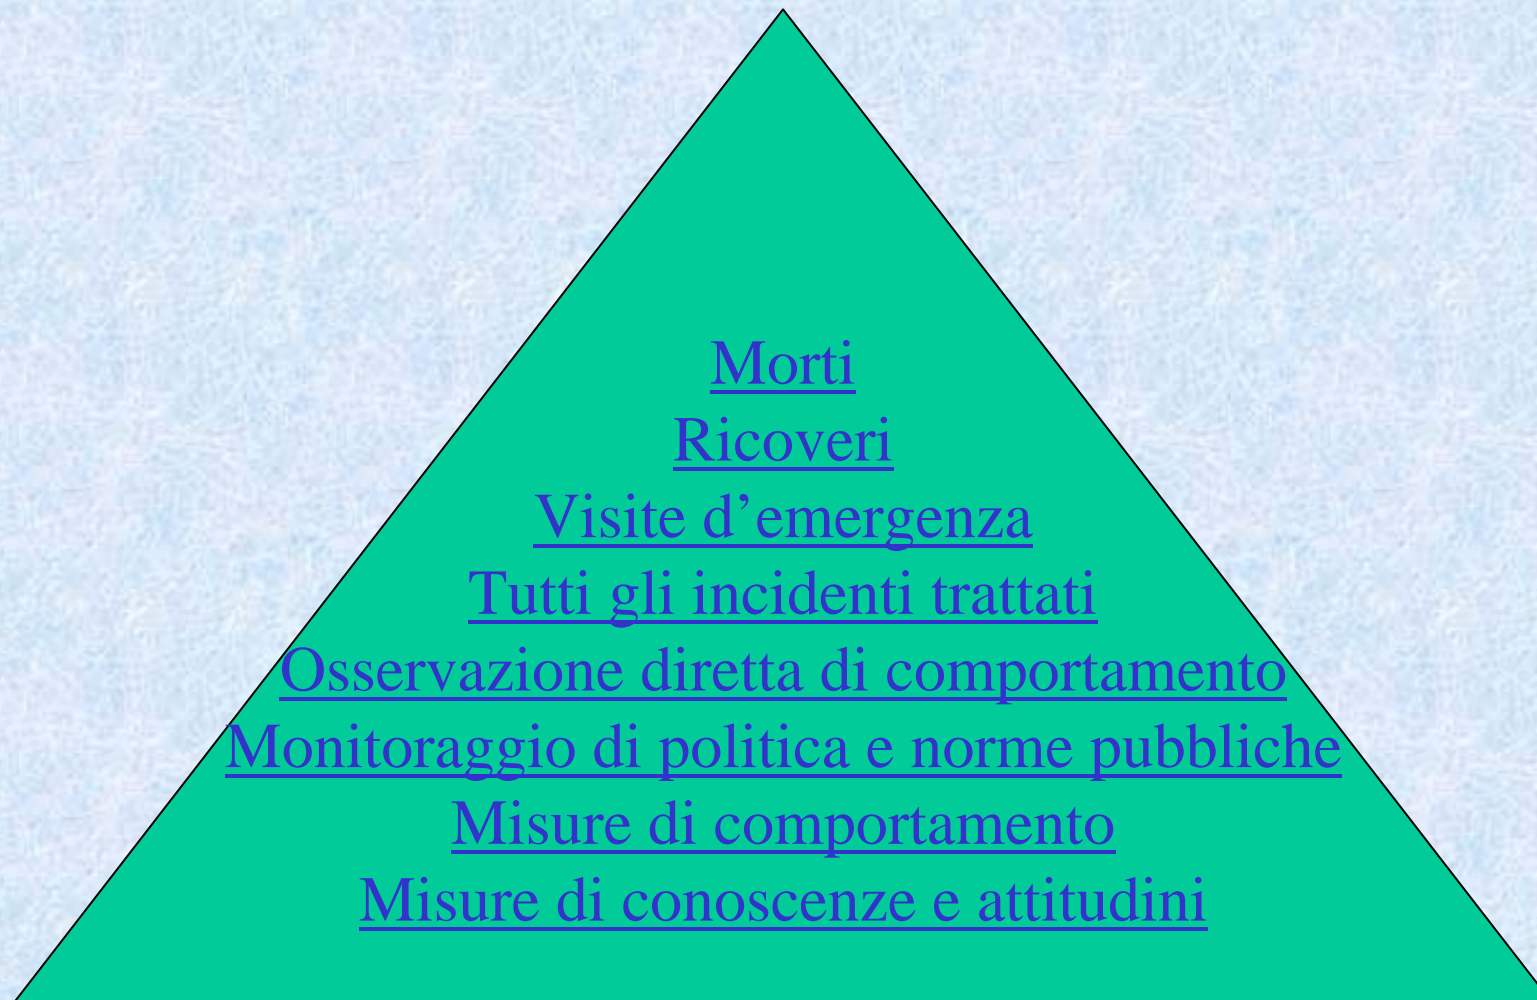 Morti
Ricoveri
Visite d’emergenza
Tutti gli incidenti trattati
Osservazione diretta di comportamento
Monitoraggio di politica e norme pubbliche
Misure di comportamento
Misure di conoscenze e attitudini